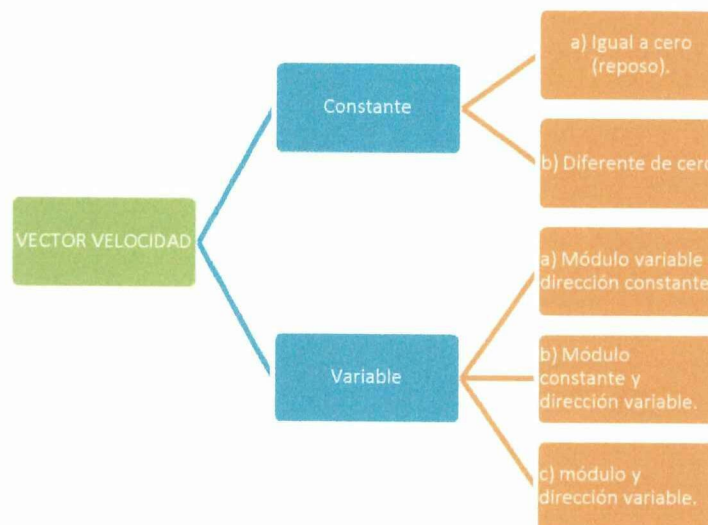 VECTOR VELOCIDAD
Constante
a) Igual a cero
(reposo).
b) Diferente de cero
Variable
a) Módulo variable
dirección constante
b) Módulo
constante y
dirección variable.
c) módulo y
dirección variable.